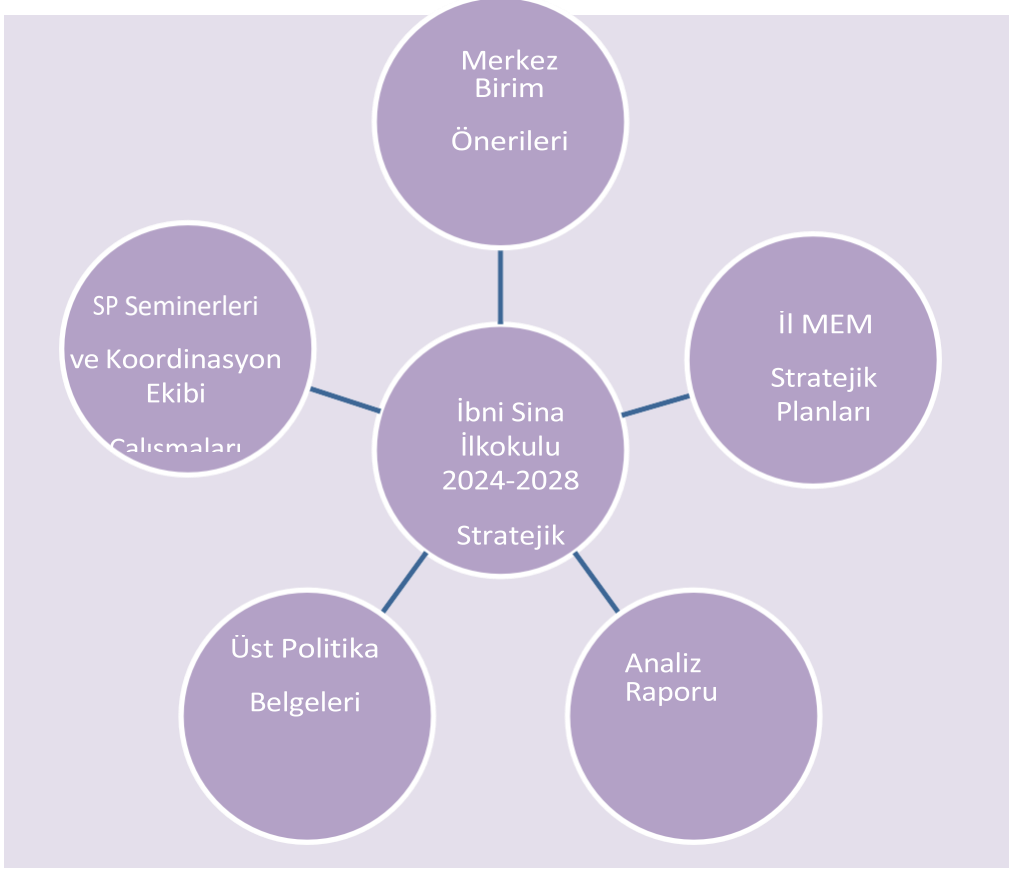 Merkez
Birim
Önerileri
SP Seminerleri
ve Koordinasyon
Ekibi
Çalışmaları
İl MEM
Stratejik
Planları
İbni Sina
İlkokulu
2024-2028
Stratejik
Üst Politika
Belgeleri
Analiz
Raporu